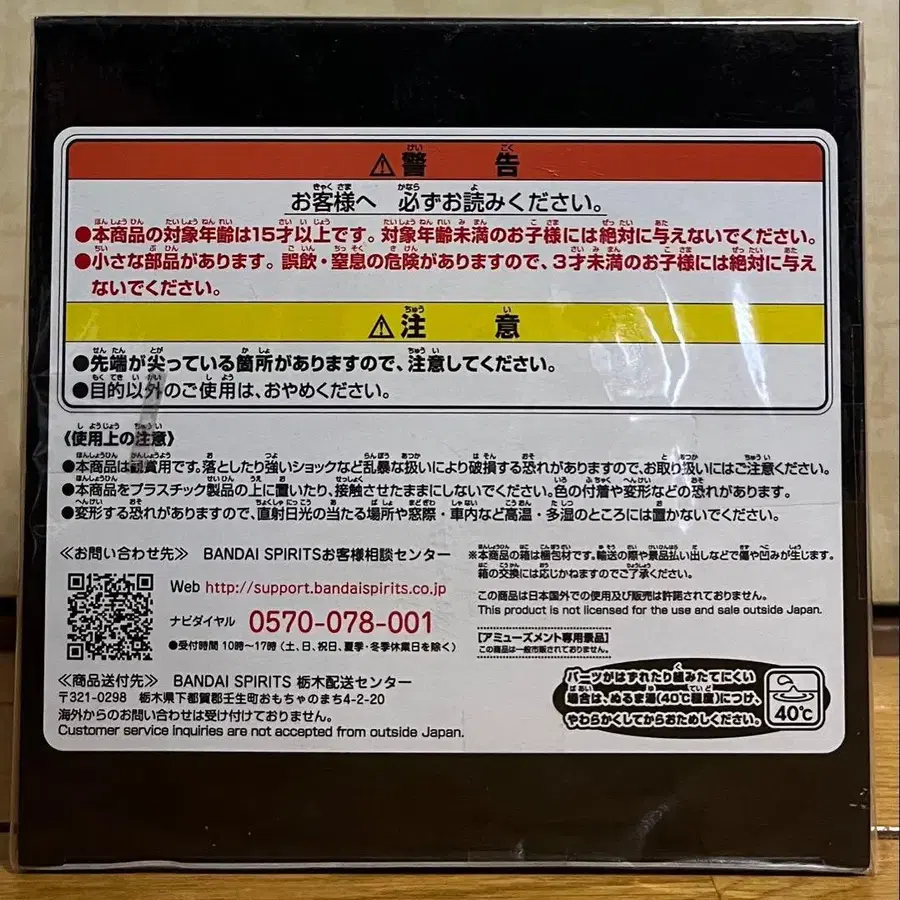 ⚠警告
お客様へ 必ずお読みください。
●本商品の対象年齢は15才以上です。対象年齢未満のお子様には絶対に与えないでください。
●小さな部品があります。誤飲・窒息の危険がありますので、3才未満のお子様には絶対に与え
ないでください。
⚠注意
●先端が尖っている箇所がありますので、注意してください。
●目的以外のご使用は、おやめください。
《使用上の注意》
●本商品は観賞用です。落としたり強いショックなど乱暴な扱いにより破損する恐れがありますので、お取り扱いにはご注意ください。
●本商品をプラスチック製品の上に置いたり、接触させたままにしないでください。色の付着や変形などの恐れがあります。
●変形する恐れがありますので、直射日光の当たる場所や窓際・車内など高温・多湿のところには置かないでください。
≪お問い合わせ先≫ BANDAI SPIRITSお客様相談センター
Web http://support.bandaispirits.co.jp
ナビダイヤル 0570-078-001
●受付時間 10時〜17時(土、日、祝日、夏季・冬季休業日を除く)
≪商品送付先≫ BANDAI SPIRITS 栃木配送センター
〒321-0298 栃木県下都賀郡壬生町おもちゃのまち4-2-20
海外からのお問い合わせは受け付けておりません。
Customer service inquiries are not accepted from outside Japan.
※本商品の箱は梱包材です。輸送の際や景品払い出しなどで傷や凹みが生じます。
箱の交換には応じかねますのでご了承ください。
この商品は日本国外での使用及び販売は許諾されておりません。
This product is not licensed for the use and sale outside Japan.
【アミューズメント専用景品】
この商品は一般市販がされておりません。
パーツがはずれたり組みたてにくい
場合は、ぬるま湯(40℃程度)につけ、
やわらかくしてからおためしください。
40℃